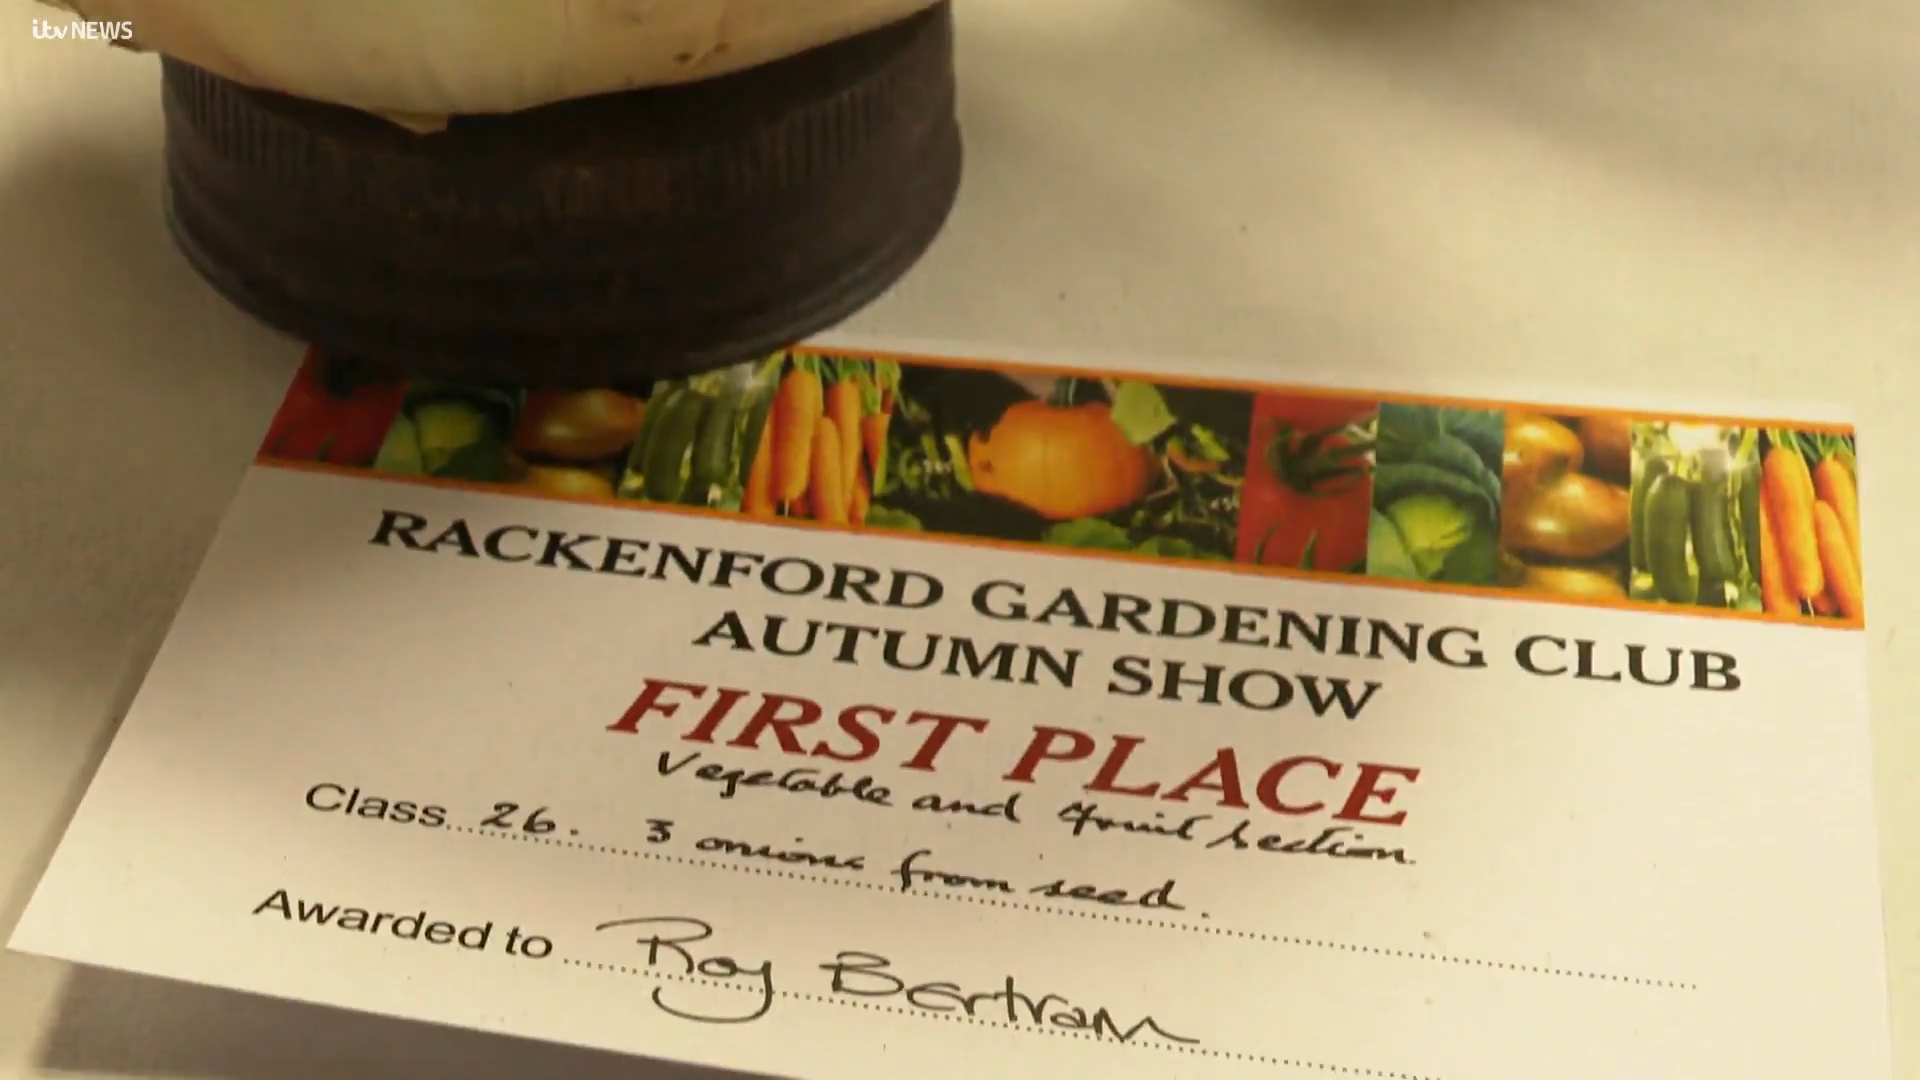 itv NEWS
RACKENFORD GARDENING CLUB
AUTUMN SHOW
FIRST PLACE
Vegetable and fruit section.
Class 26. 3 onions from seed.
Awarded to Roy Bertram